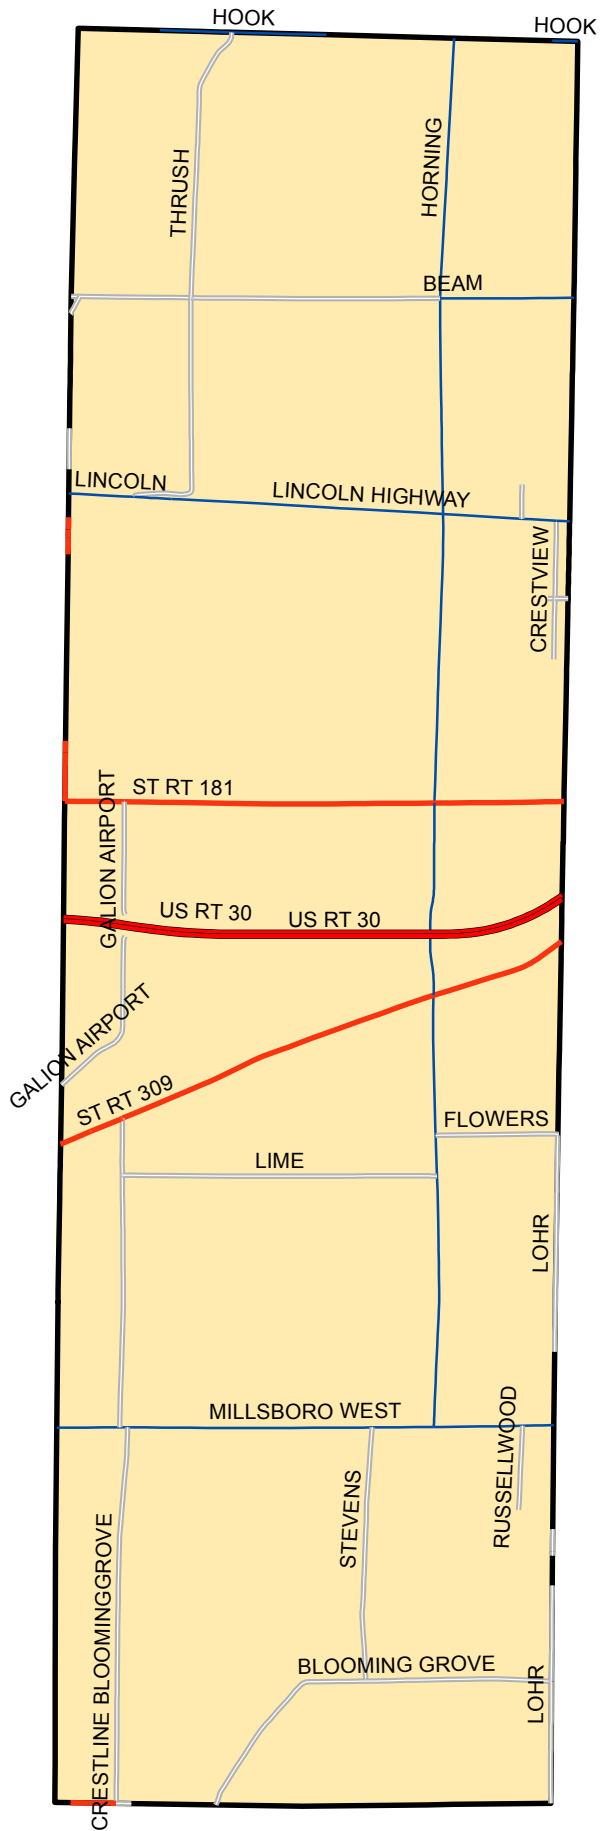 HOOK
HOOK
THRUSH
HORNING
BEAM
LINCOLN
LINCOLN HIGHWAY
CRESTVIEW
ST RT 181
GALION AIRPORT
US RT 30
US RT 30
GALION AIRPORT
ST RT 309
FLOWERS
LIME
LOHR
MILLSBORO WEST
RUSSELLWOOD
STEVENS
CRESTLINE BLOOMINGGROVE
BLOOMING GROVE
LOHR